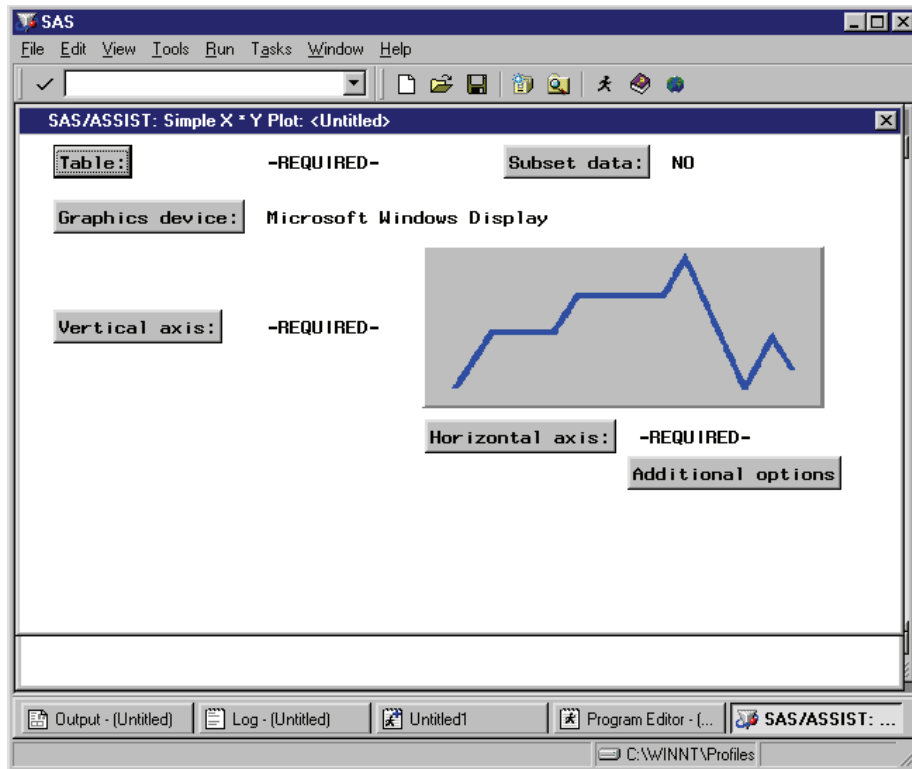 SAS
File Edit View Tools Run Tasks Window Help
SAS/ASSIST: Simple X * Y Plot: <Untitled>
Table: -REQUIRED- Subset data: NO
Graphics device: Microsoft Windows Display
Vertical axis: -REQUIRED-
Horizontal axis: -REQUIRED-
Additional options
Output - (Untitled) Log - (Untitled) Untitled1 Program Editor - (... SAS/ASSIST: ...
C:\WINNT\Profiles